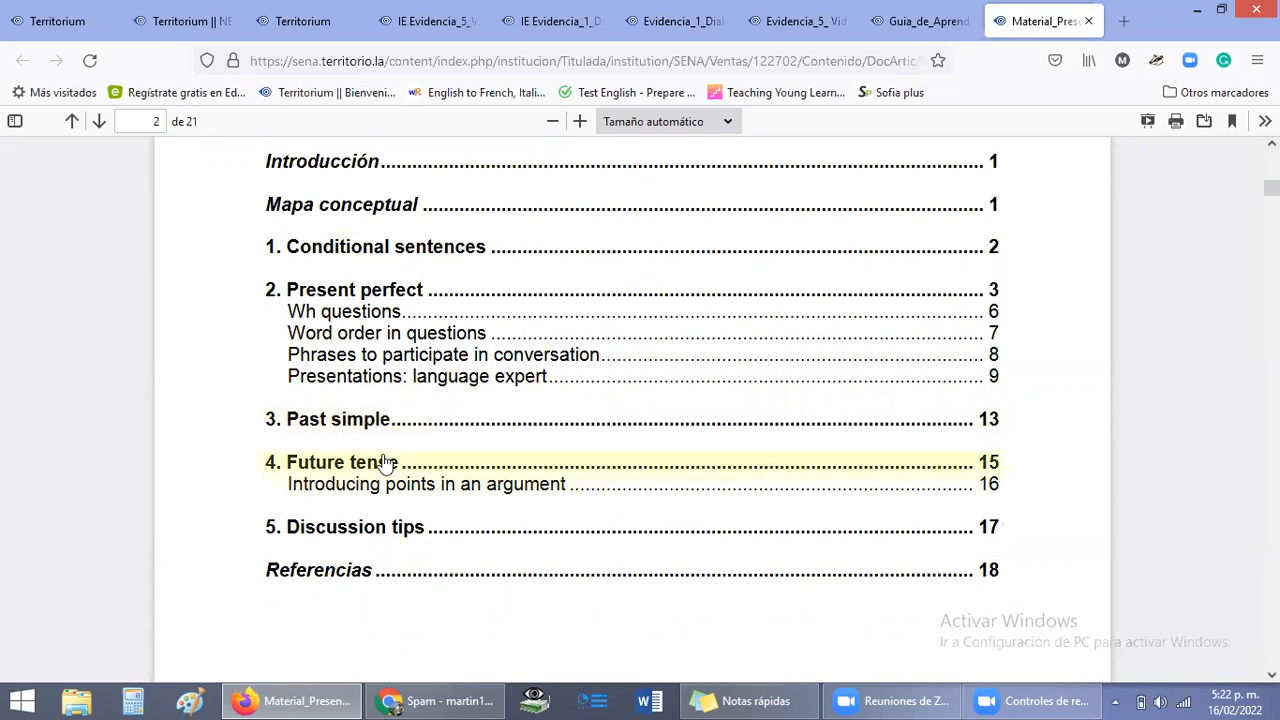 Territorium
Territorium || NE
Territorium
IE Evidencia_5_V
IE Evidencia_1_Di
Evidencia_1_Dial
Evidencia_5_ Vid
Guia_de_Aprend
Material_Pres
https://sena.territorio.la/content/index.php/institucion/Titulada/institution/SENA/Ventas/122702/Contenido/DocArtic
Más visitados
Regístrate gratis en Ed...
Territorium || Bienveni...
English to French, Itali...
Test English - Prepare ...
Teaching Young Learn...
Sofia plus
Otros marcadores
2 de 21
Tamaño automático
Introducción 1
Mapa conceptual 1
1. Conditional sentences 2
2. Present perfect 3
Wh questions 6
Word order in questions 7
Phrases to participate in conversation 8
Presentations: language expert 9
3. Past simple 13
4. Future tense 15
Introducing points in an argument 16
5. Discussion tips 17
Referencias 18
Activar Windows
Ir a Configuración de PC para activar Windows.
Material_Presen...
Spam - martin1...
Notas rápidas
Reuniones de Z...
Controles de re...
5:22 p. m.
16/02/2022